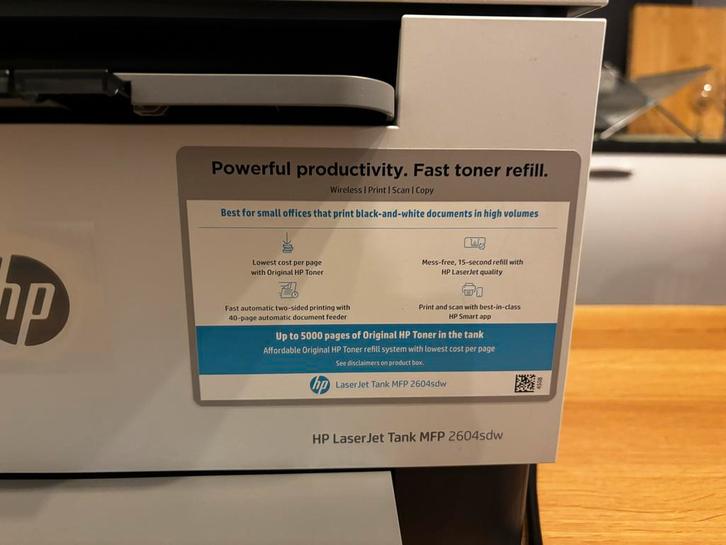 Powerful productivity. Fast toner refill.
Wireless | Print | Scan | Copy
Best for small offices that print black-and-white documents in high volumes
Lowest cost per page
with Original HP Toner
Mess-free, 15-second refill with
HP LaserJet quality
Fast automatic two-sided printing with
40-page automatic document feeder
Print and scan with best-in-class
HP Smart app
Up to 5000 pages of Original HP Toner in the tank
Affordable Original HP Toner refill system with lowest cost per page
See disclaimers on product box.
hp LaserJet Tank MFP 2604sdw
hp
HP LaserJet Tank MFP 2604sdw